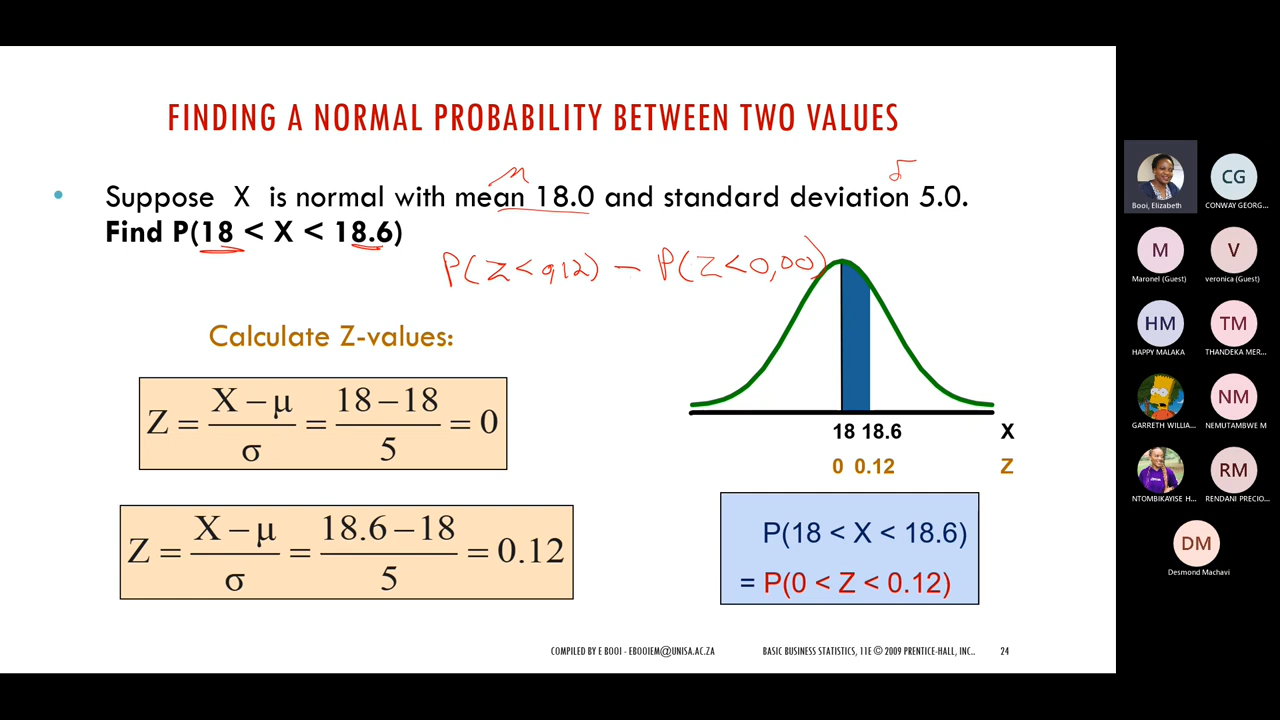 FINDING A NORMAL PROBABILITY BETWEEN TWO VALUES
μ σ
• Suppose X is normal with mean 18.0 and standard deviation 5.0.
Find P(18 < X < 18.6)
P(Z<0,12) — P(Z<0,00)
Calculate Z-values:
Z = (X − μ)/σ = (18 − 18)/5 = 0
Z = (X − μ)/σ = (18.6 − 18)/5 = 0.12
18 18.6 X
0 0.12 Z
P(18 < X < 18.6)
= P(0 < Z < 0.12)
COMPILED BY E BOOI - EBOOIEM@UNISA.AC.ZA
BASIC BUSINESS STATISTICS, 11E © 2009 PRENTICE-HALL, INC..
24
Booi, Elizabeth
CG
CONWAY GEORG...
M
Maronel (Guest)
V
veronica (Guest)
HM
HAPPY MALAKA
TM
THANDEKA MER...
GARRETH WILLIA...
NM
NEMUTAMBWE M
NTOMBIKAYISE H...
RM
RENDANI PRECIO...
DM
Desmond Machavi